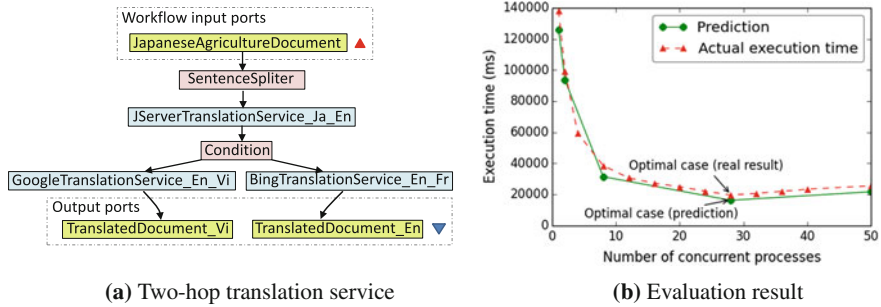 Workflow input ports
JapaneseAgricultureDocument
SentenceSpliter
JServerTranslationService_Ja_En
Condition
GoogleTranslationService_En_Vi
BingTranslationService_En_Fr
Output ports
TranslatedDocument_Vi
TranslatedDocument_En
(a) Two-hop translation service
140000
120000
100000
80000
60000
40000
20000
0
Execution time (ms)
Prediction
Actual execution time
Optimal case (real result)
Optimal case (prediction)
0 10 20 30 40 50
Number of concurrent processes
(b) Evaluation result